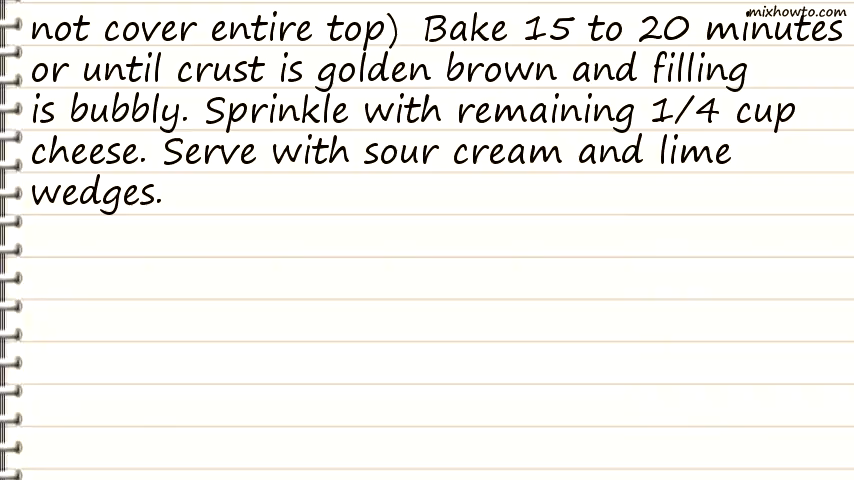 mixhowto.com
not cover entire top)  Bake 15 to 20 minutes
or until crust is golden brown and filling
is bubbly. Sprinkle with remaining 1/4 cup
cheese. Serve with sour cream and lime
wedges.